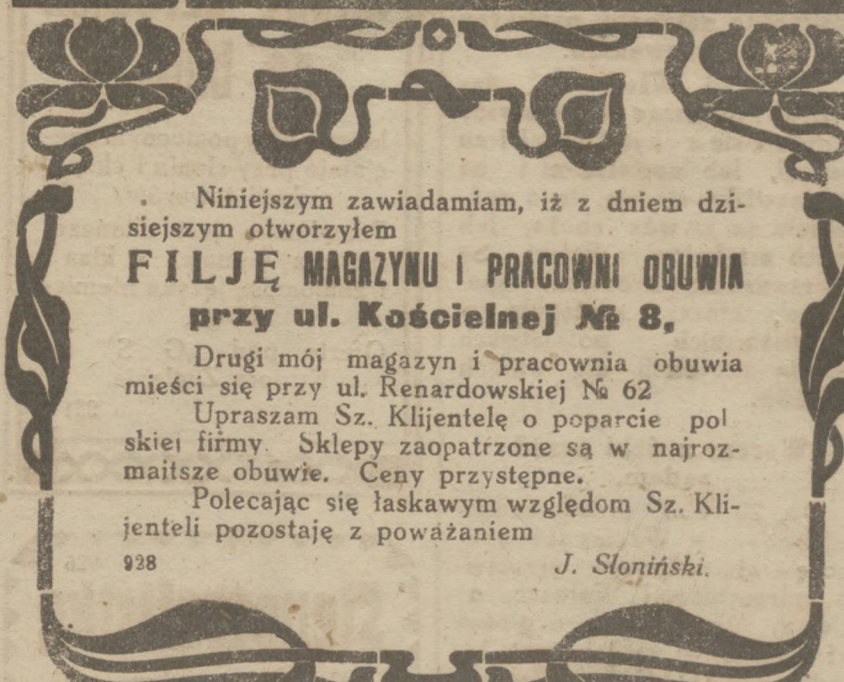 Niniejszym zawiadamiam, iż z dniem dzi-
siejszym otworzyłem
FILJĘ MAGAZYNU I PRACOWNI OBUWIA
przy ul. Kościelnej № 8,
Drugi mój magazyn i pracownia obuwia
mieści się przy ul. Renardowskiej № 62
Upraszam Sz. Klijentelę o poparcie pol
skiej firmy. Sklepy zaopatrzone są w najroz-
maitsze obuwie. Ceny przystępne.
Polecając się łaskawym względom Sz. Kli-
jenteli pozostaję z poważaniem
928 J. Słoniński.